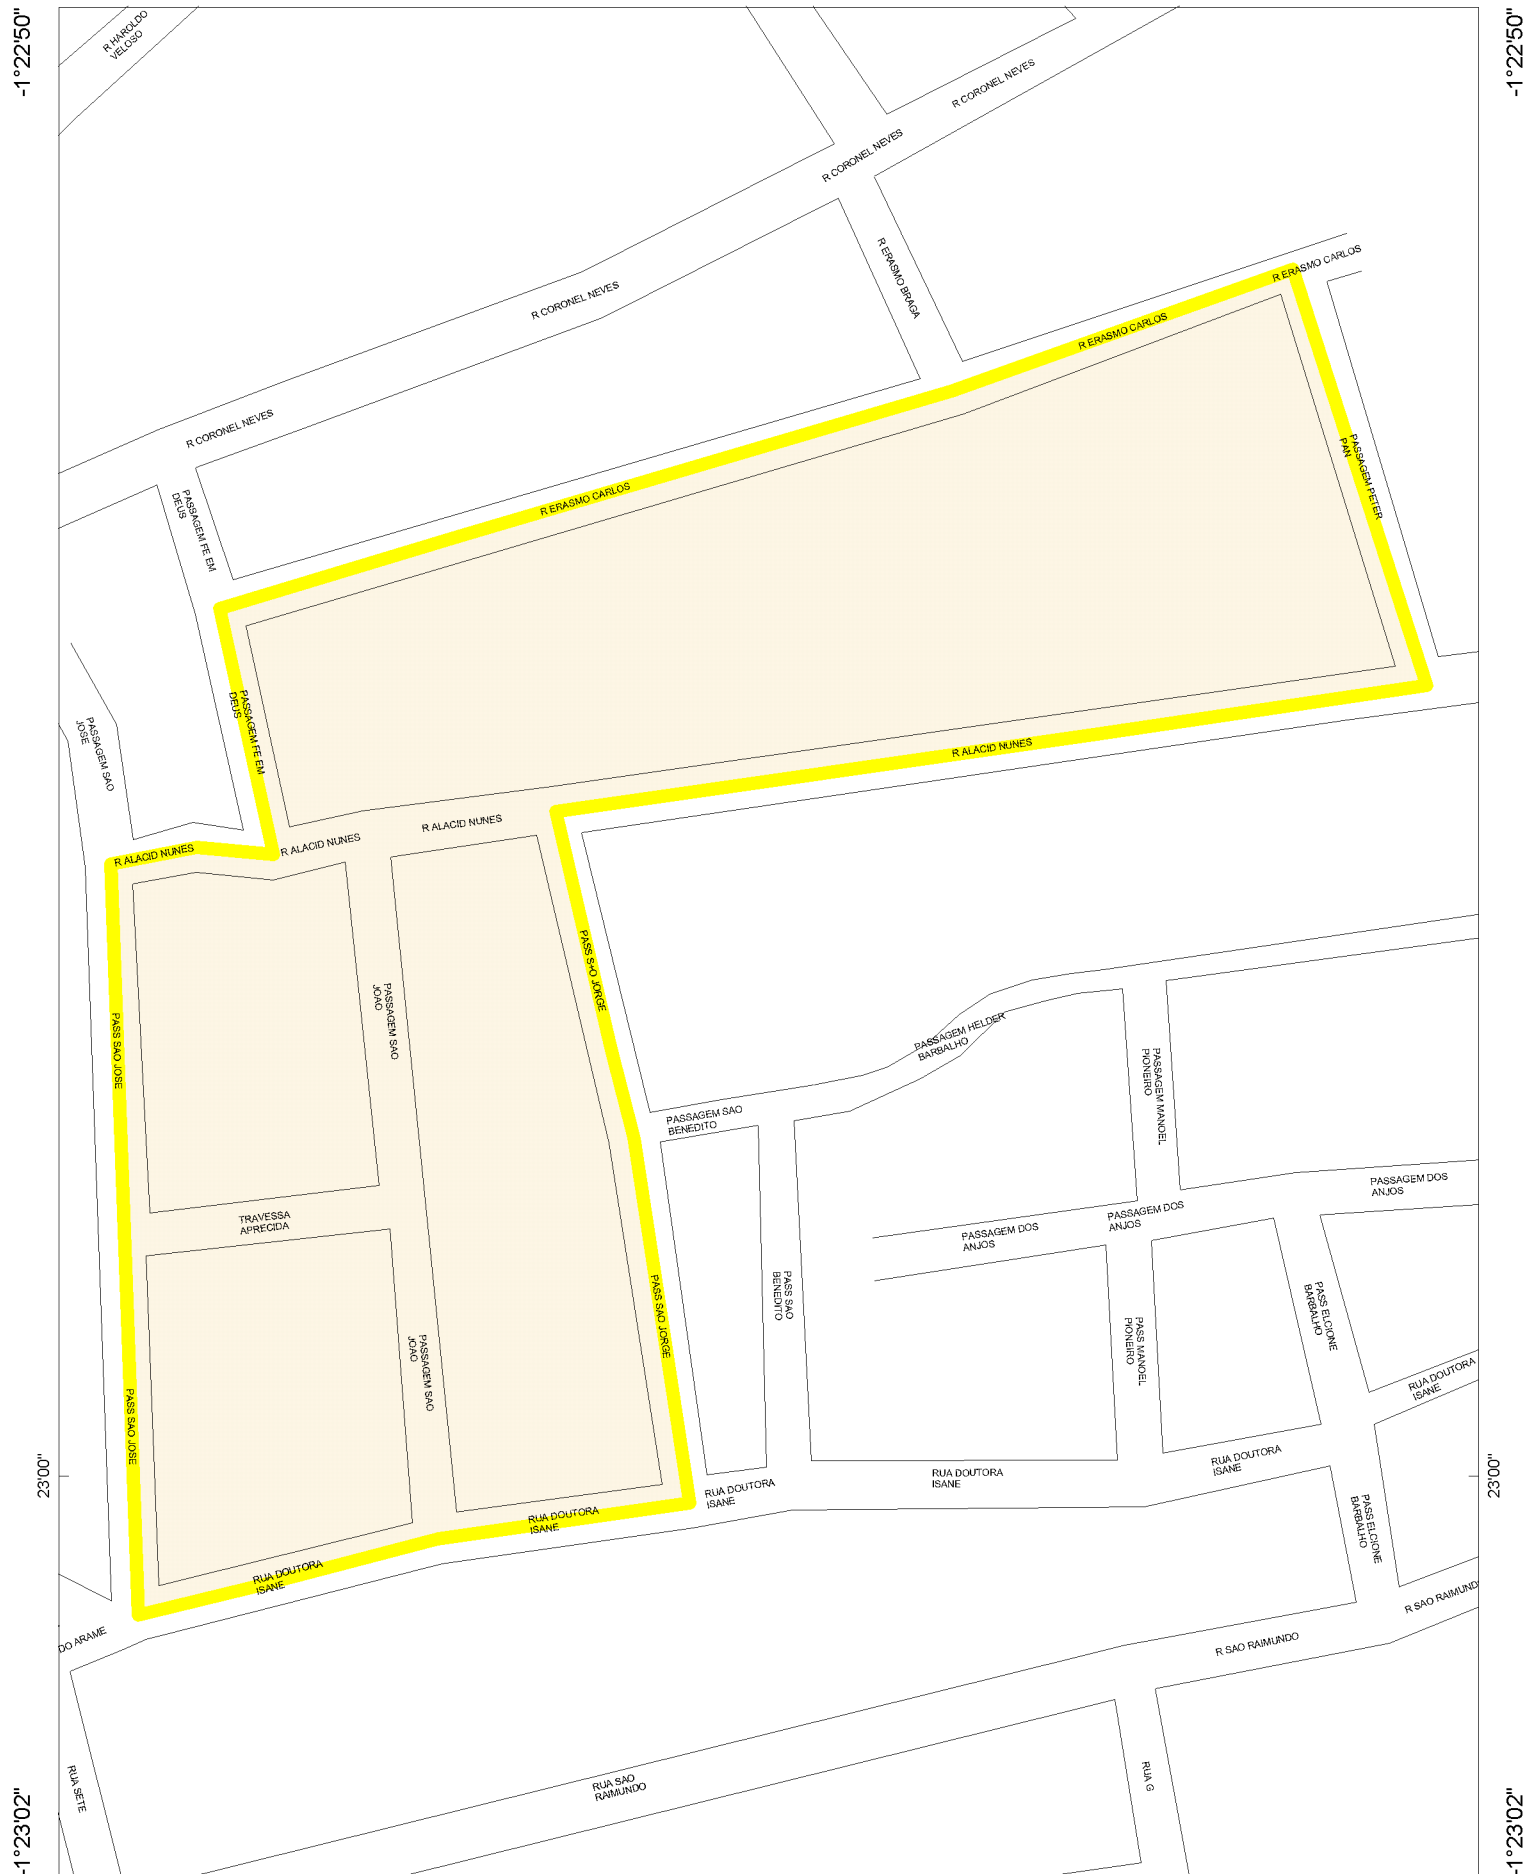 -1°22'50"
-1°22'50"
R HAROLDO
VELOSO
R CORONEL NEVES
R CORONEL NEVES
R CORONEL NEVES
R CORONEL NEVES
R ERASMO BRAGA
R ERASMO CARLOS
R ERASMO CARLOS
R ERASMO CARLOS
PASSAGEM FE EM
DEUS
PASSAGEM PETER
PAN
PASSAGEM FE EM
DEUS
PASSAGEM SAO
JOSE
R ALACID NUNES
R ALACID NUNES
R ALACID NUNES
R ALACID NUNES
PASS S+O JORGE
PASS SAO JOSE
PASSAGEM SAO
JOAO
PASSAGEM HELDER
BARBALHO
PASSAGEM MANOEL
PIONEIRO
PASSAGEM SAO
BENEDITO
PASSAGEM DOS
ANJOS
PASSAGEM DOS
ANJOS
PASSAGEM DOS
ANJOS
TRAVESSA
APRECIDA
PASS SAO
BENEDITO
PASS SAO JORGE
PASS MANOEL
PIONEIRO
PASS ELCIONE
BARBALHO
PASSAGEM SAO
JOAO
PASS SAO JOSE
RUA DOUTORA
ISANE
RUA DOUTORA
ISANE
RUA DOUTORA
ISANE
RUA DOUTORA
ISANE
RUA DOUTORA
ISANE
RUA DOUTORA
ISANE
23'00"
23'00"
PASS ELCIONE
BARBALHO
R SAO RAIMUND
DO ARAME
R SAO RAIMUNDO
RUA SETE
RUA SAO
RAIMUNDO
RUA G
-1°23'02"
-1°23'02"